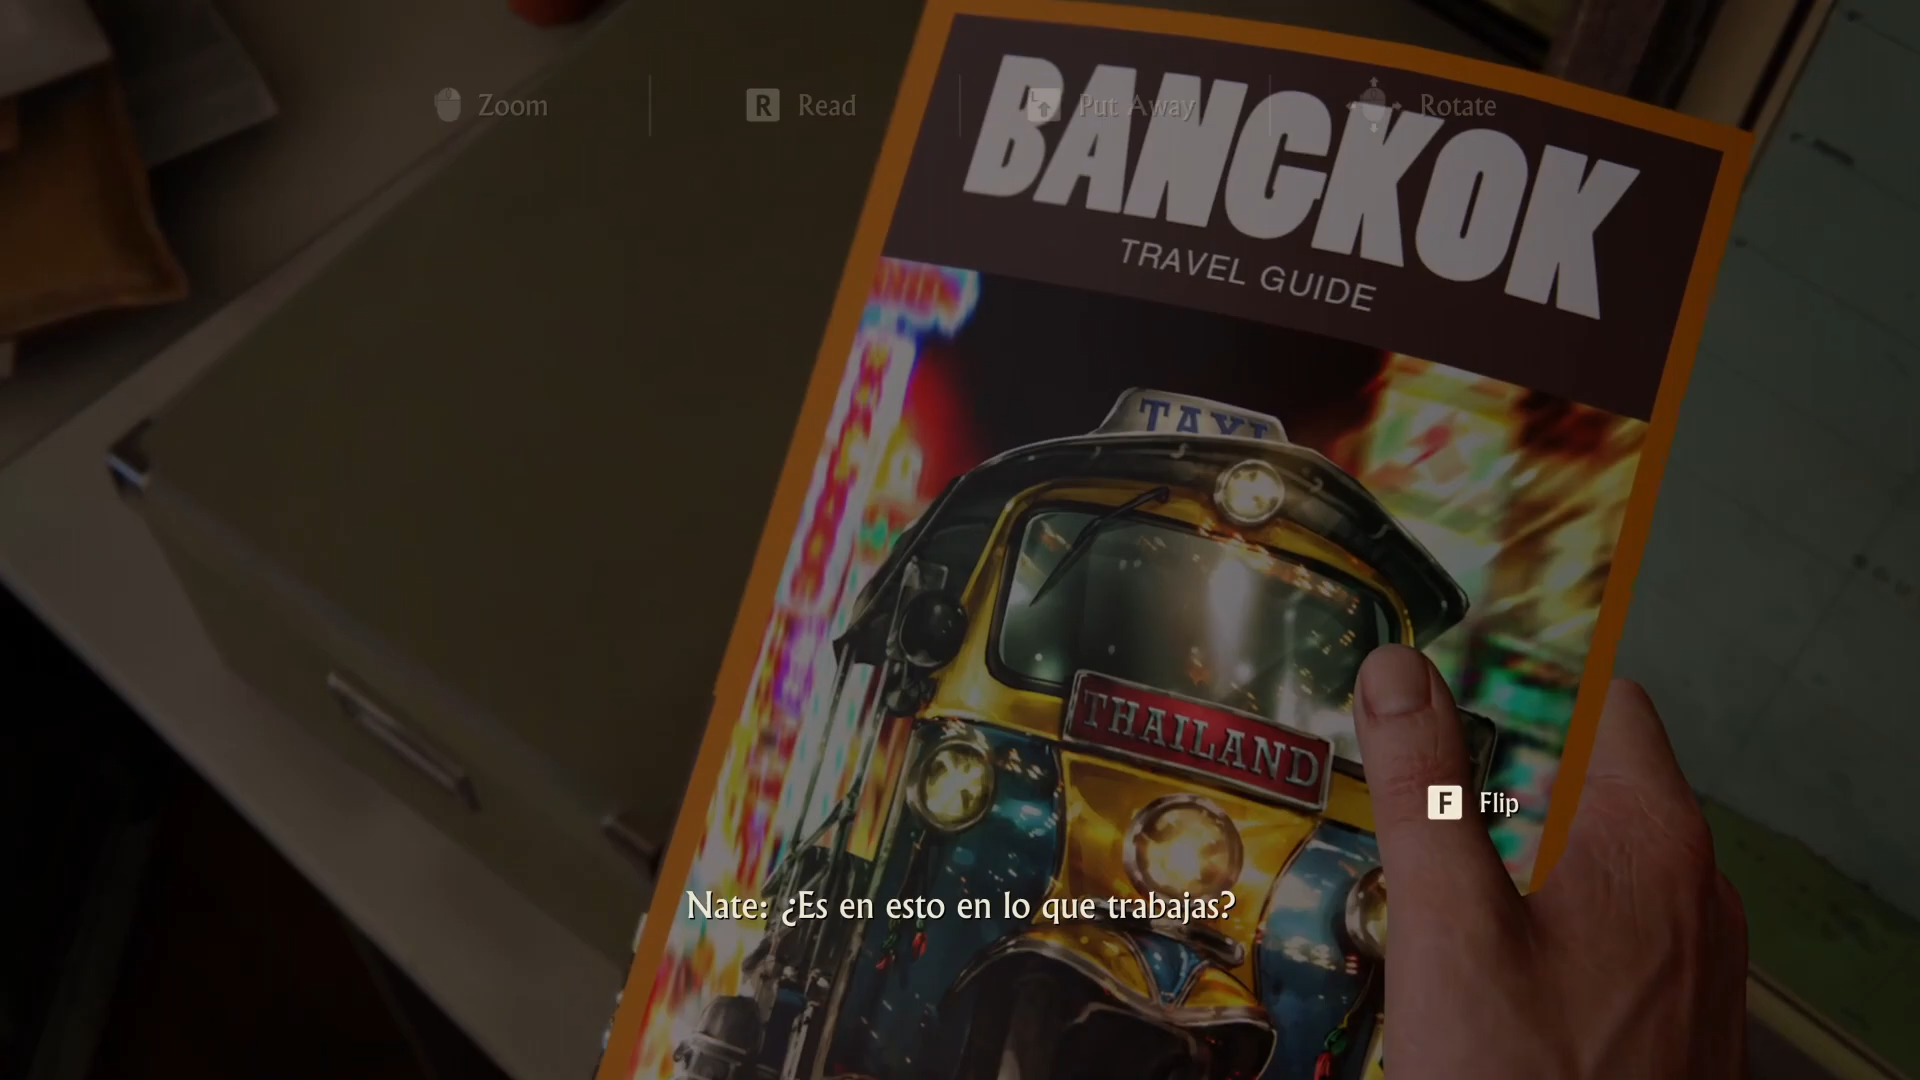 Zoom
R Read
Put Away
Rotate
BANGKOK
TRAVEL GUIDE
TAXI
THAILAND
F Flip
Nate: ¿Es en esto en lo que trabajas?